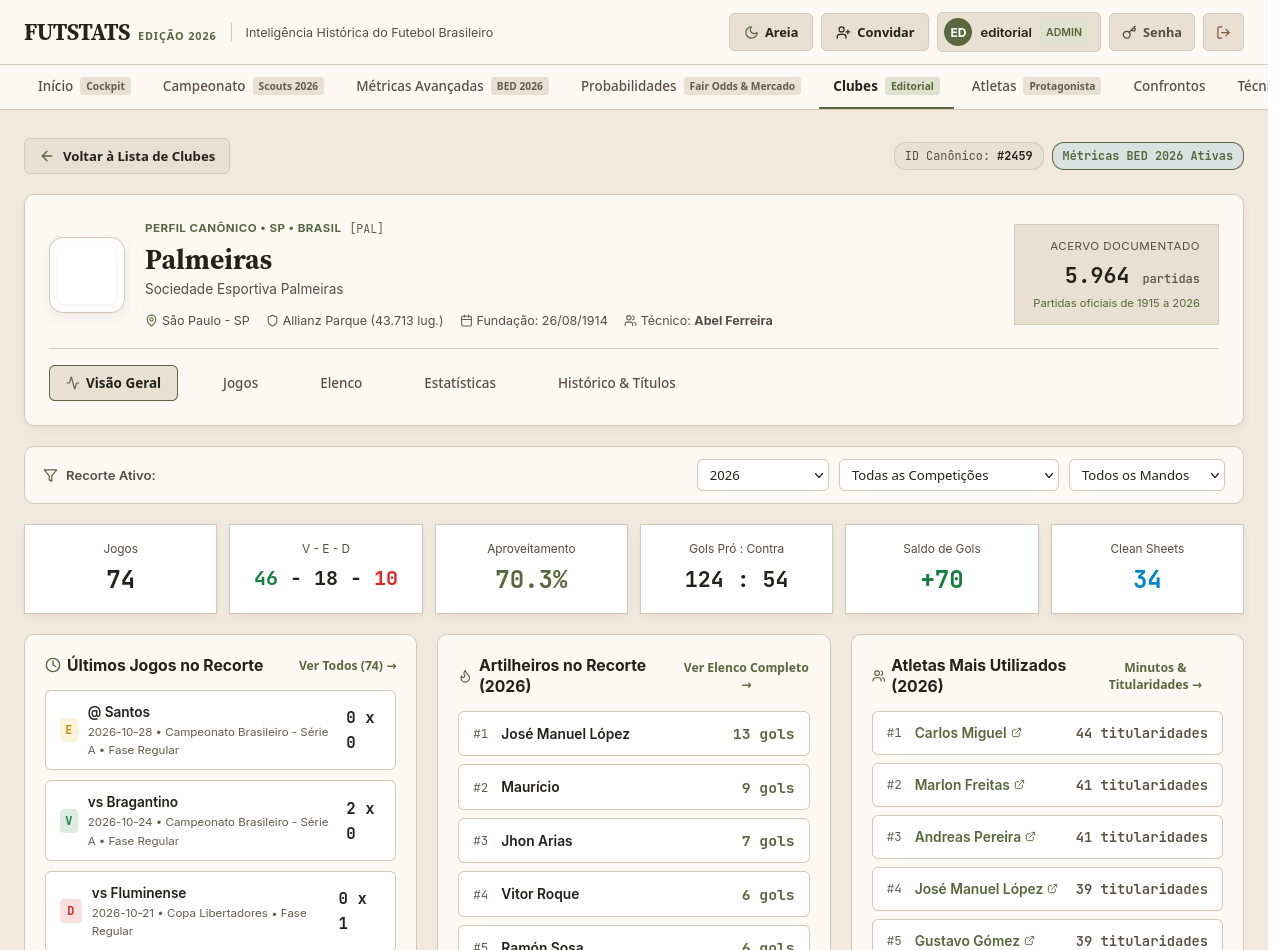 FUTSTATS EDIÇÃO 2026 Inteligência Histórica do Futebol Brasileiro Areia Convidar ED editorial ADMIN Senha
Início Cockpit Campeonato Scouts 2026 Métricas Avançadas BED 2026 Probabilidades Fair Odds & Mercado Clubes Editorial Atletas Protagonista Confrontos Técn
Voltar à Lista de Clubes ID Canônico: #2459 Métricas BED 2026 Ativas
PERFIL CANÔNICO • SP • BRASIL [PAL]
Palmeiras
Sociedade Esportiva Palmeiras
São Paulo - SP Allianz Parque (43.713 lug.) Fundação: 26/08/1914 Técnico: Abel Ferreira
ACERVO DOCUMENTADO
5.964 partidas
Partidas oficiais de 1915 a 2026
Visão Geral Jogos Elenco Estatísticas Histórico & Títulos
Recorte Ativo: 2026 Todas as Competições Todos os Mandos
Jogos
74
V - E - D
46 - 18 - 10
Aproveitamento
70.3%
Gols Pró : Contra
124 : 54
Saldo de Gols
+70
Clean Sheets
34
Últimos Jogos no Recorte Ver Todos (74) →
E @ Santos
2026-10-28 • Campeonato Brasileiro - Série
A • Fase Regular
0 x
0
V vs Bragantino
2026-10-24 • Campeonato Brasileiro - Série
A • Fase Regular
2 x
0
D vs Fluminense
2026-10-21 • Copa Libertadores • Fase
Regular
0 x
1
Artilheiros no Recorte
(2026)
Ver Elenco Completo
→
#1 José Manuel López 13 gols
#2 Maurício 9 gols
#3 Jhon Arias 7 gols
#4 Vitor Roque 6 gols
#5 Ramón Sosa 6 gols
Atletas Mais Utilizados
(2026)
Minutos &
Titularidades →
#1 Carlos Miguel 44 titularidades
#2 Marlon Freitas 41 titularidades
#3 Andreas Pereira 41 titularidades
#4 José Manuel López 39 titularidades
#5 Gustavo Gómez 39 titularidades